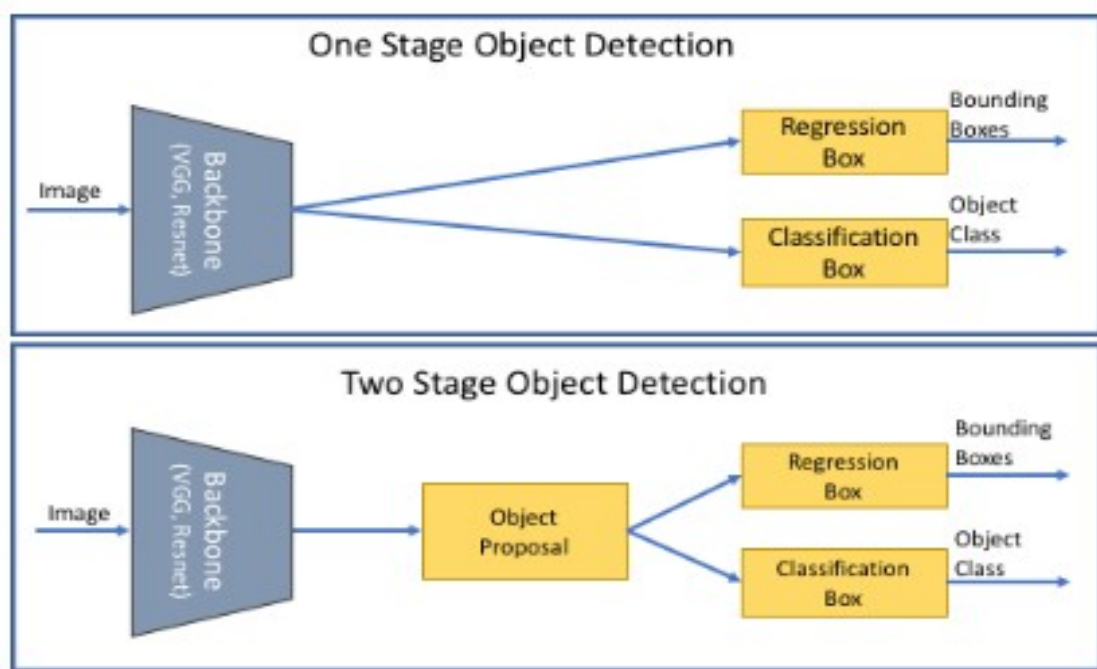 One Stage Object Detection
Image
Backbone
(VGG, Resnet)
Regression
Box
Bounding
Boxes
Classification
Box
Object
Class
Two Stage Object Detection
Image
Backbone
(VGG, Resnet)
Object
Proposal
Regression
Box
Bounding
Boxes
Classification
Box
Object
Class